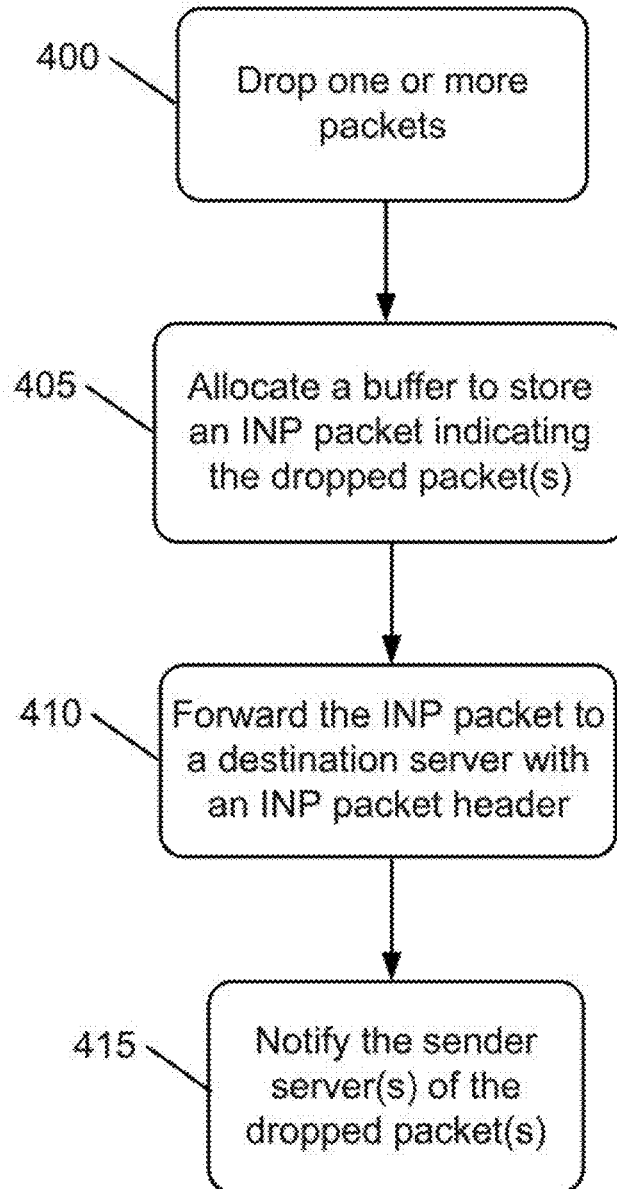 400
Drop one or more
packets
405
Allocate a buffer to store
an INP packet indicating
the dropped packet(s)
410
Forward the INP packet to
a destination server with
an INP packet header
415
Notify the sender
server(s) of the
dropped packet(s)